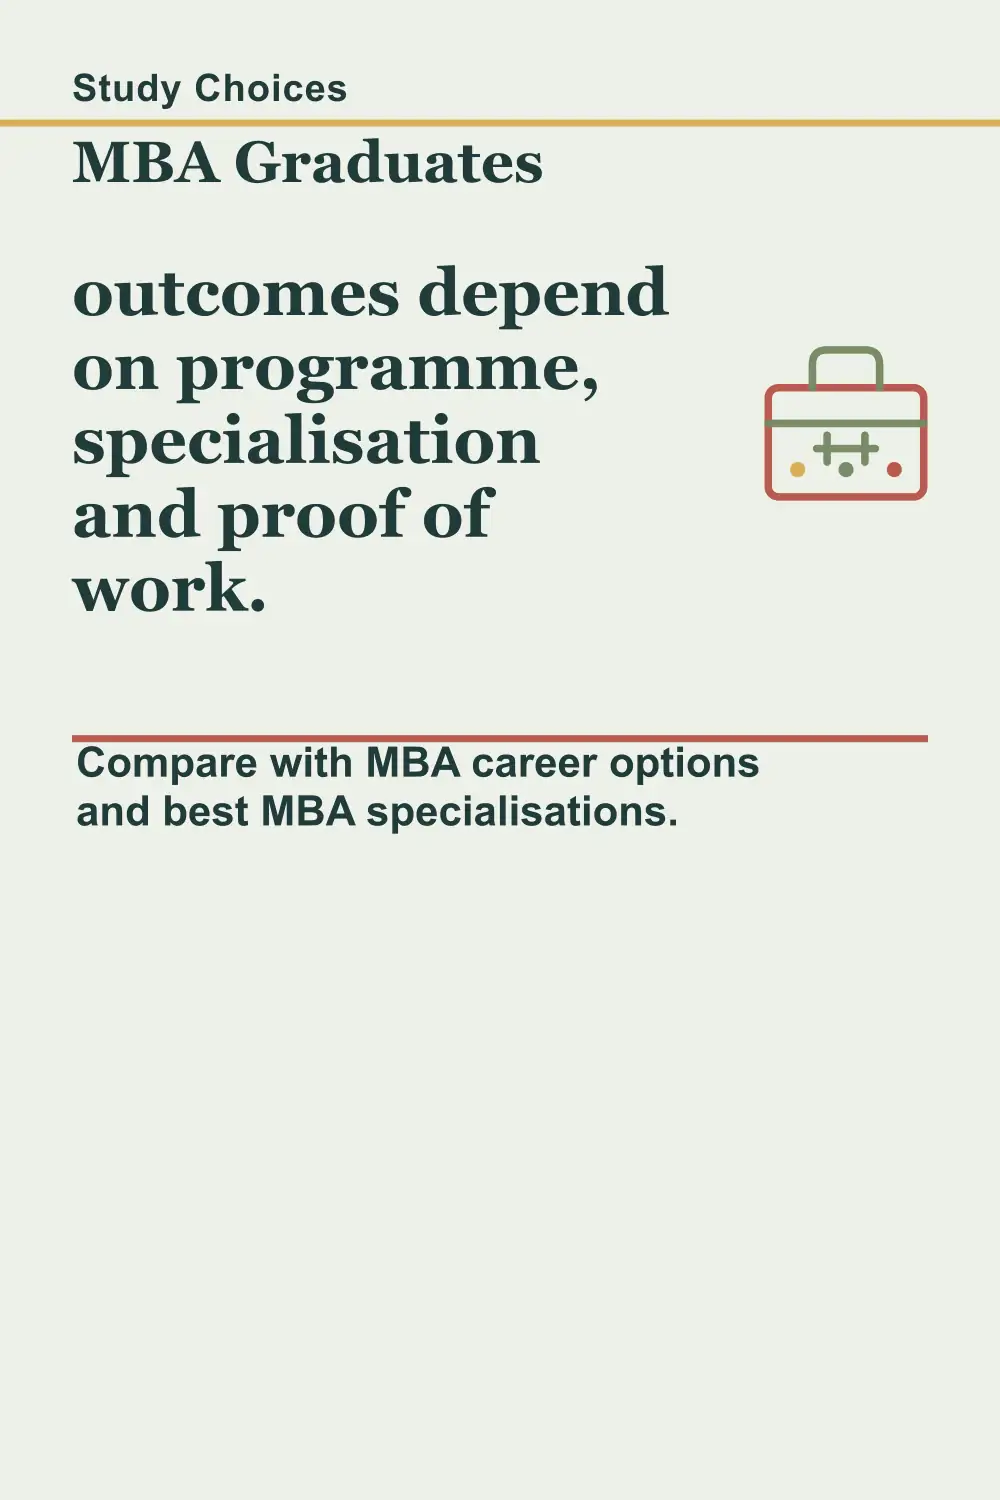 Study Choices
MBA Graduates
outcomes depend
on programme,
specialisation
and proof of
work.
Compare with MBA career options
and best MBA specialisations.